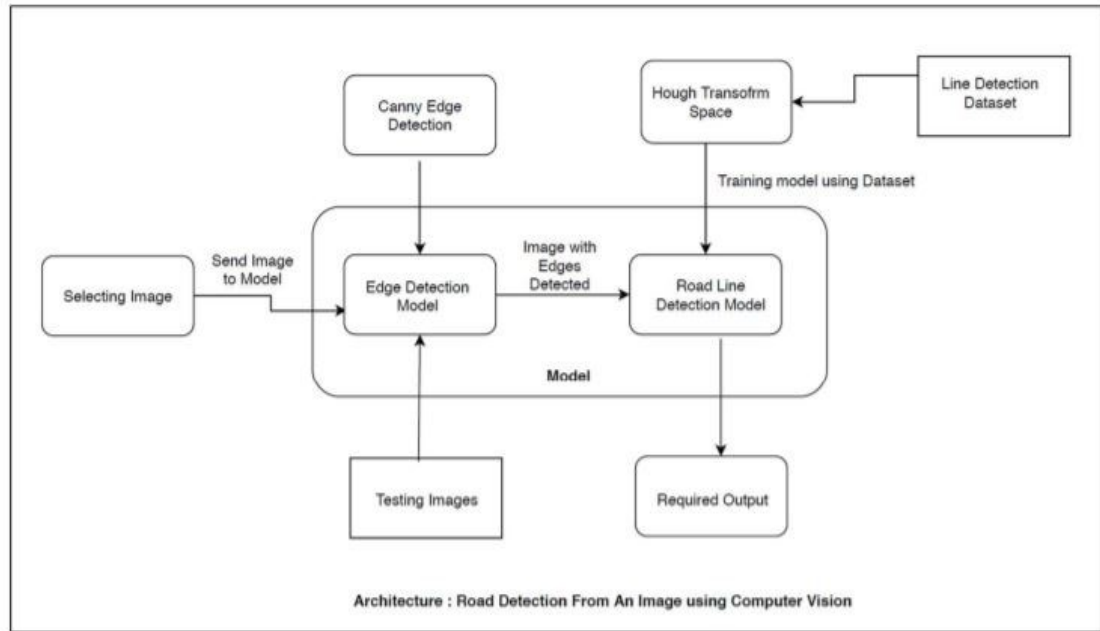 Canny Edge
Detection
Hough Transofrm
Space
Line Detection
Dataset
Training model using Dataset
Selecting Image
Send Image
to Model
Edge Detection
Model
Image with
Edges
Detected
Road Line
Detection Model
Model
Testing Images
Required Output
Architecture : Road Detection From An Image using Computer Vision